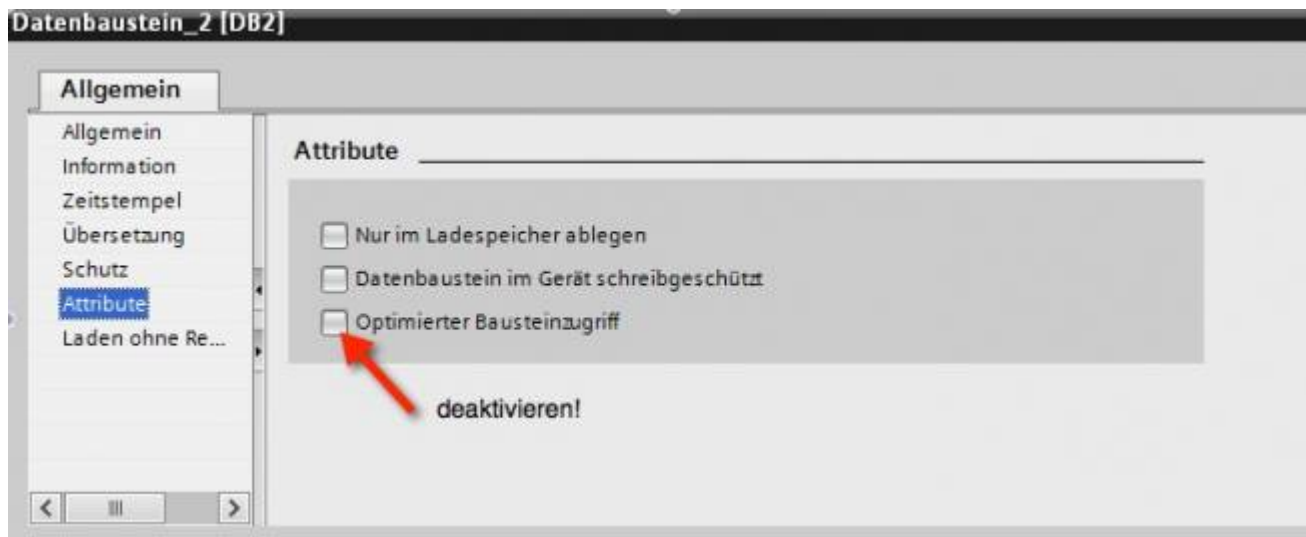 Datenbaustein_2 [DB2]
Allgemein
Allgemein
Information
Zeitstempel
Übersetzung
Schutz
Attribute
Laden ohne Re...
Attribute
Nur im Ladespeicher ablegen
Datenbaustein im Gerät schreibgeschützt
Optimierter Bausteinzugriff
deaktivieren!